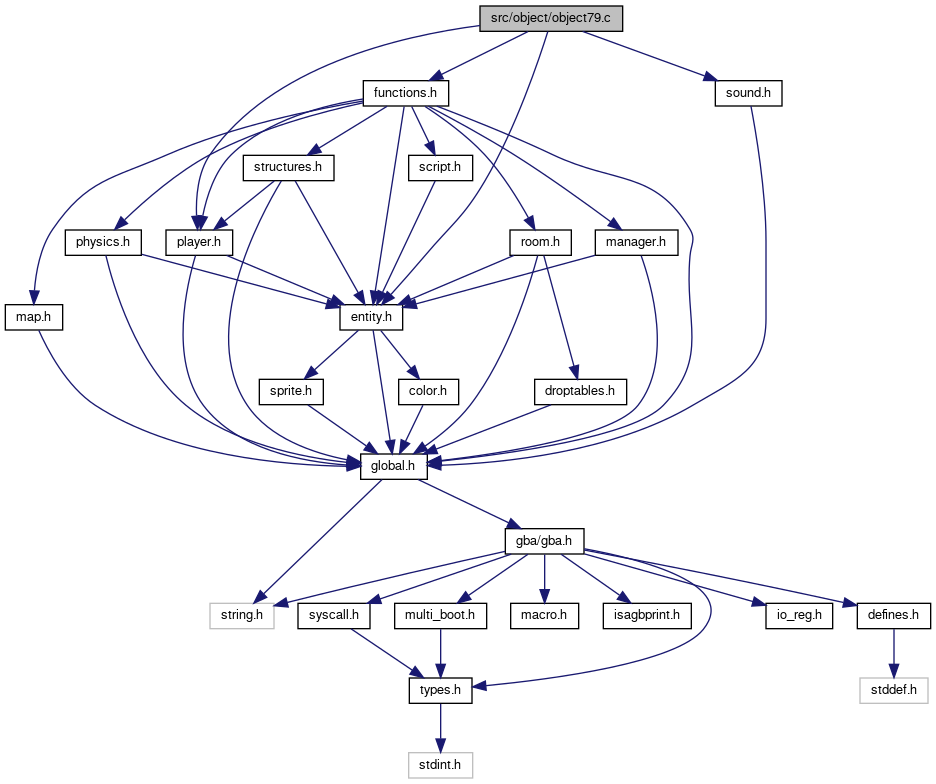 src/object/object79.c
functions.h
sound.h
structures.h
script.h
physics.h
player.h
room.h
manager.h
map.h
entity.h
sprite.h
color.h
droptables.h
global.h
gba/gba.h
string.h
syscall.h
multi_boot.h
macro.h
isagbprint.h
io_reg.h
defines.h
types.h
stddef.h
stdint.h